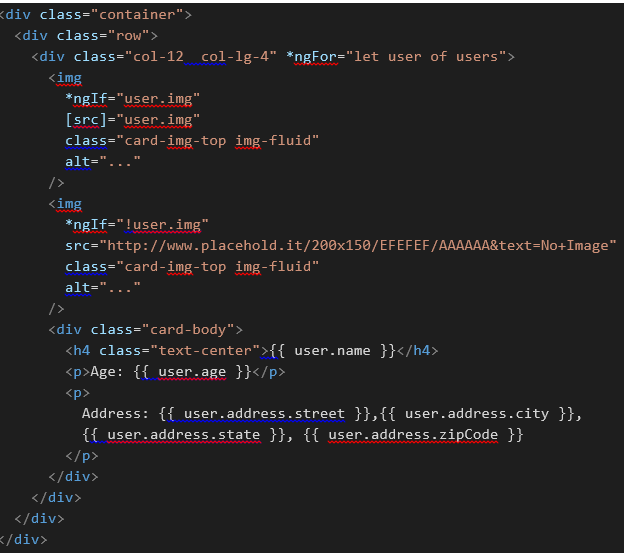 <div class="container">
<div class="row">
<div class="col-12  col-lg-4" *ngFor="let user of users">
<img
*ngIf="user.img"
[src]="user.img"
class="card-img-top img-fluid"
alt="..."
/>
<img
*ngIf="!user.img"
src="http://www.placehold.it/200x150/EFEFEF/AAAAAA&text=No+Image"
class="card-img-top img-fluid"
alt="..."
/>
<div class="card-body">
<h4 class="text-center">{{ user.name }}</h4>
<p>Age: {{ user.age }}</p>
<p>
Address: {{ user.address.street }},{{ user.address.city }},
{{ user.address.state }}, {{ user.address.zipCode }}
</p>
</div>
</div>
</div>
</div>